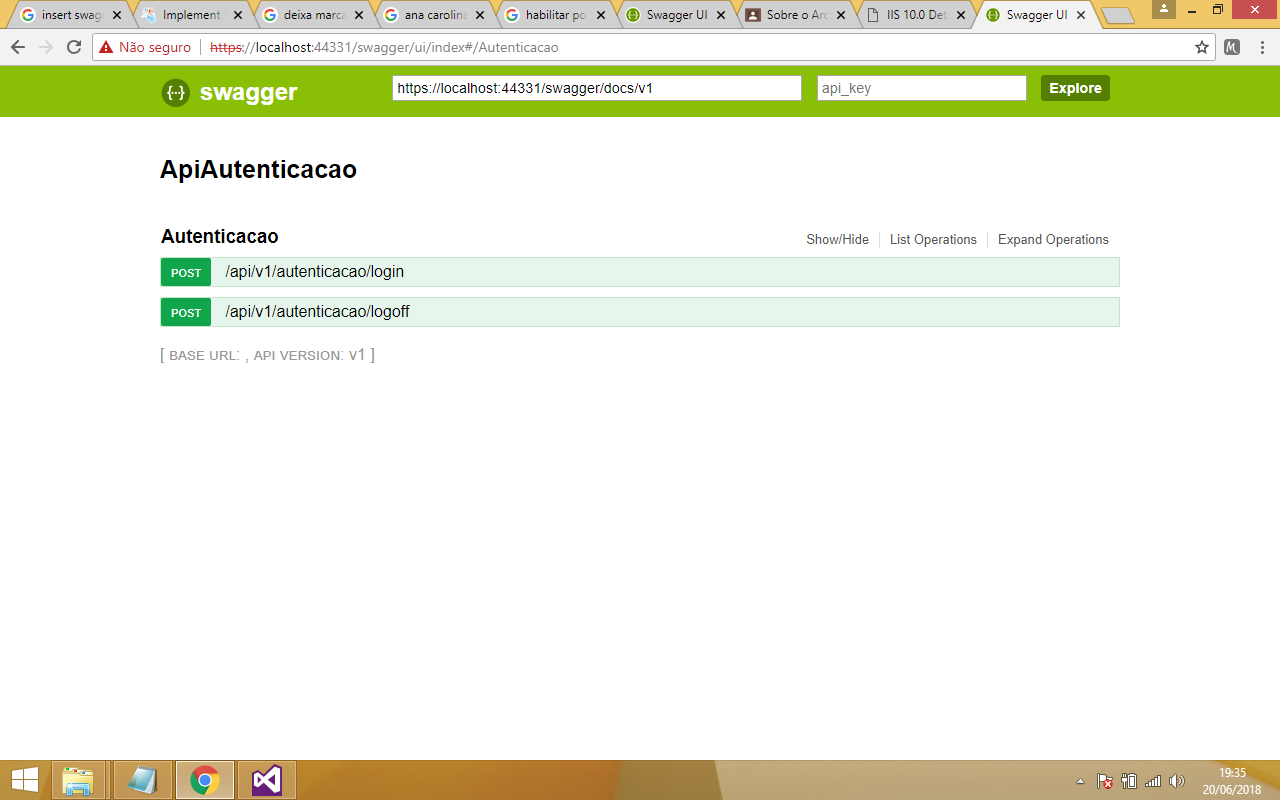 insert swag
Implement
deixa marca
ana carolina
habilitar po
Swagger UI
Sobre o Arc
IIS 10.0 Det
Swagger UI
Não seguro
https://localhost:44331/swagger/ui/index#/Autenticacao
{··}
swagger
https://localhost:44331/swagger/docs/v1
api_key
Explore
ApiAutenticacao
Autenticacao
Show/Hide
List Operations
Expand Operations
POST /api/v1/autenticacao/login
POST /api/v1/autenticacao/logoff
[ BASE URL: , API VERSION: V1 ]
19:35
20/06/2018